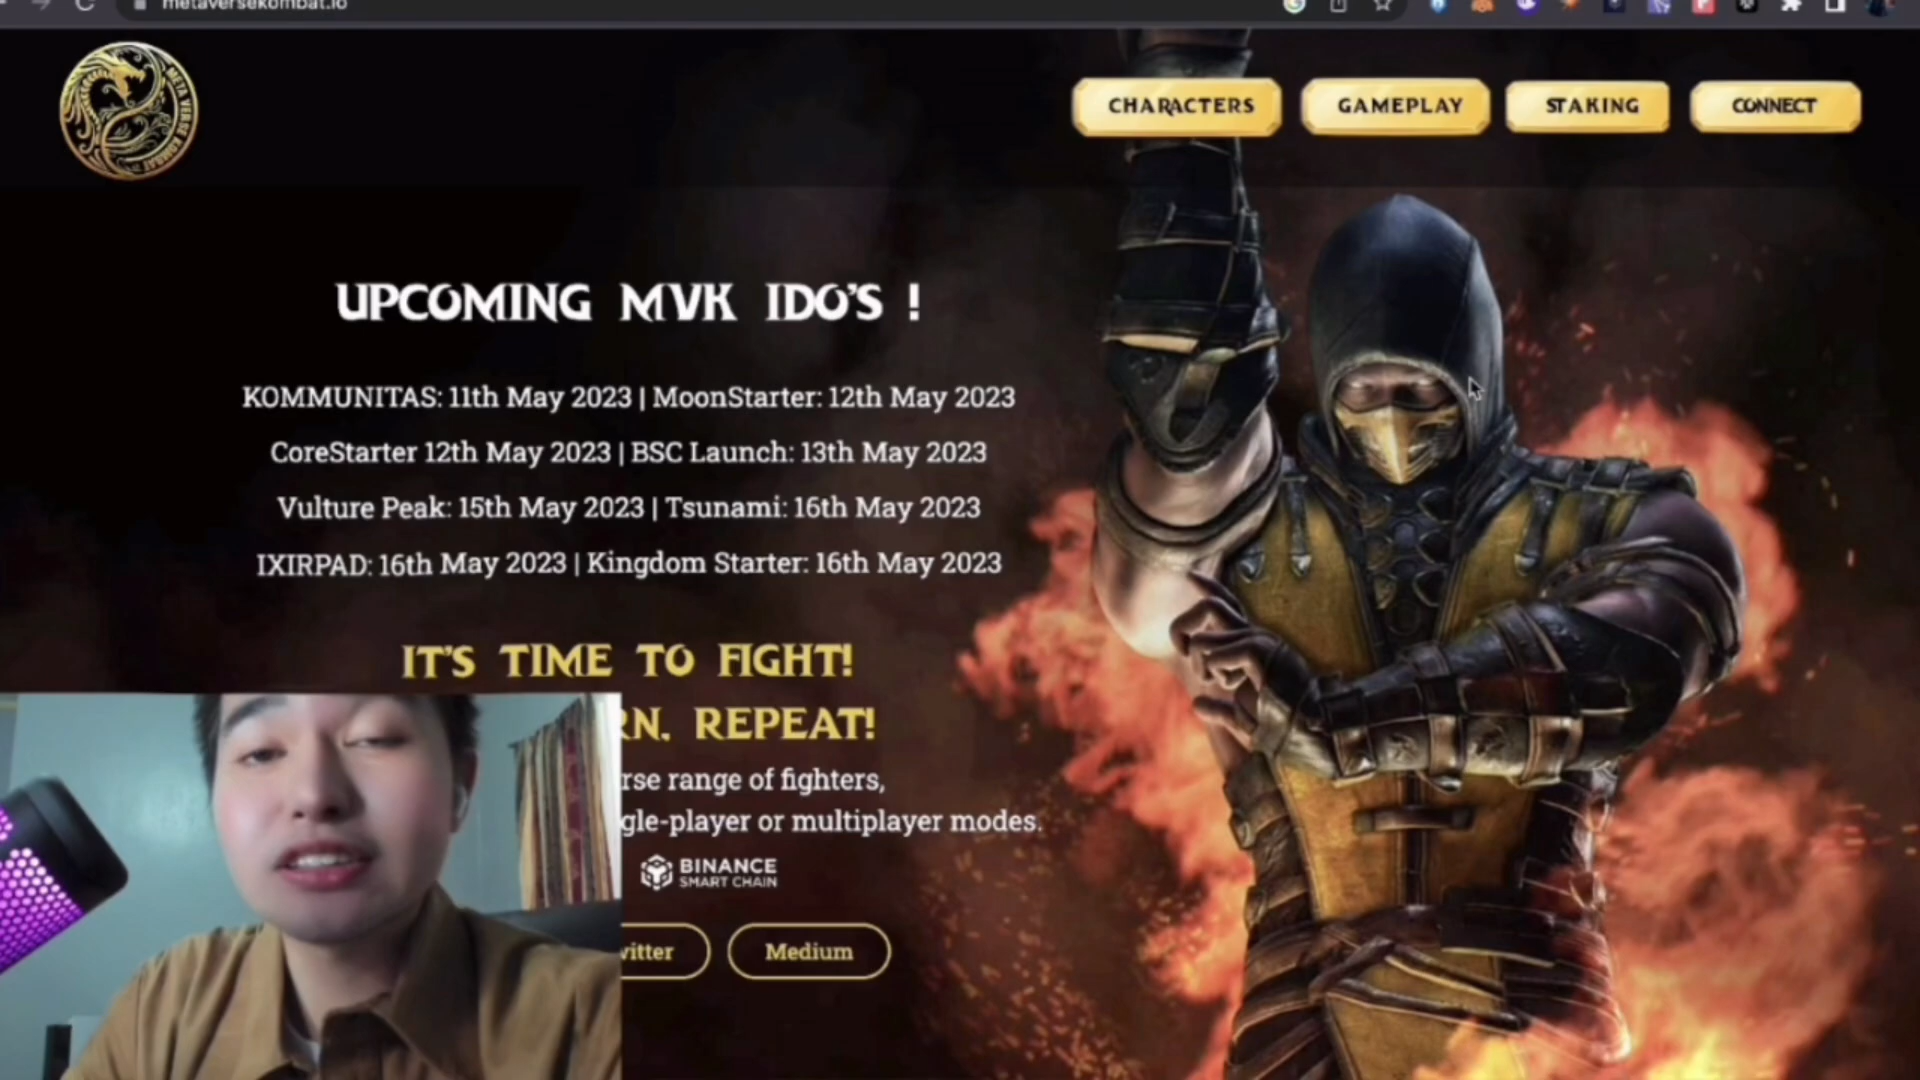 metaversekombat.io
META VERSE KOMBAT
CHARACTERS
GAMEPLAY
STAKING
CONNECT
UPCOMING MVK IDO'S !
KOMMUNITAS: 11th May 2023 | MoonStarter: 12th May 2023
CoreStarter 12th May 2023 | BSC Launch: 13th May 2023
Vulture Peak: 15th May 2023 | Tsunami: 16th May 2023
IXIRPAD: 16th May 2023 | Kingdom Starter: 16th May 2023
IT'S TIME TO FIGHT!
RN, REPEAT!
rse range of fighters,
gle-player or multiplayer modes.
BINANCE
SMART CHAIN
witter
Medium